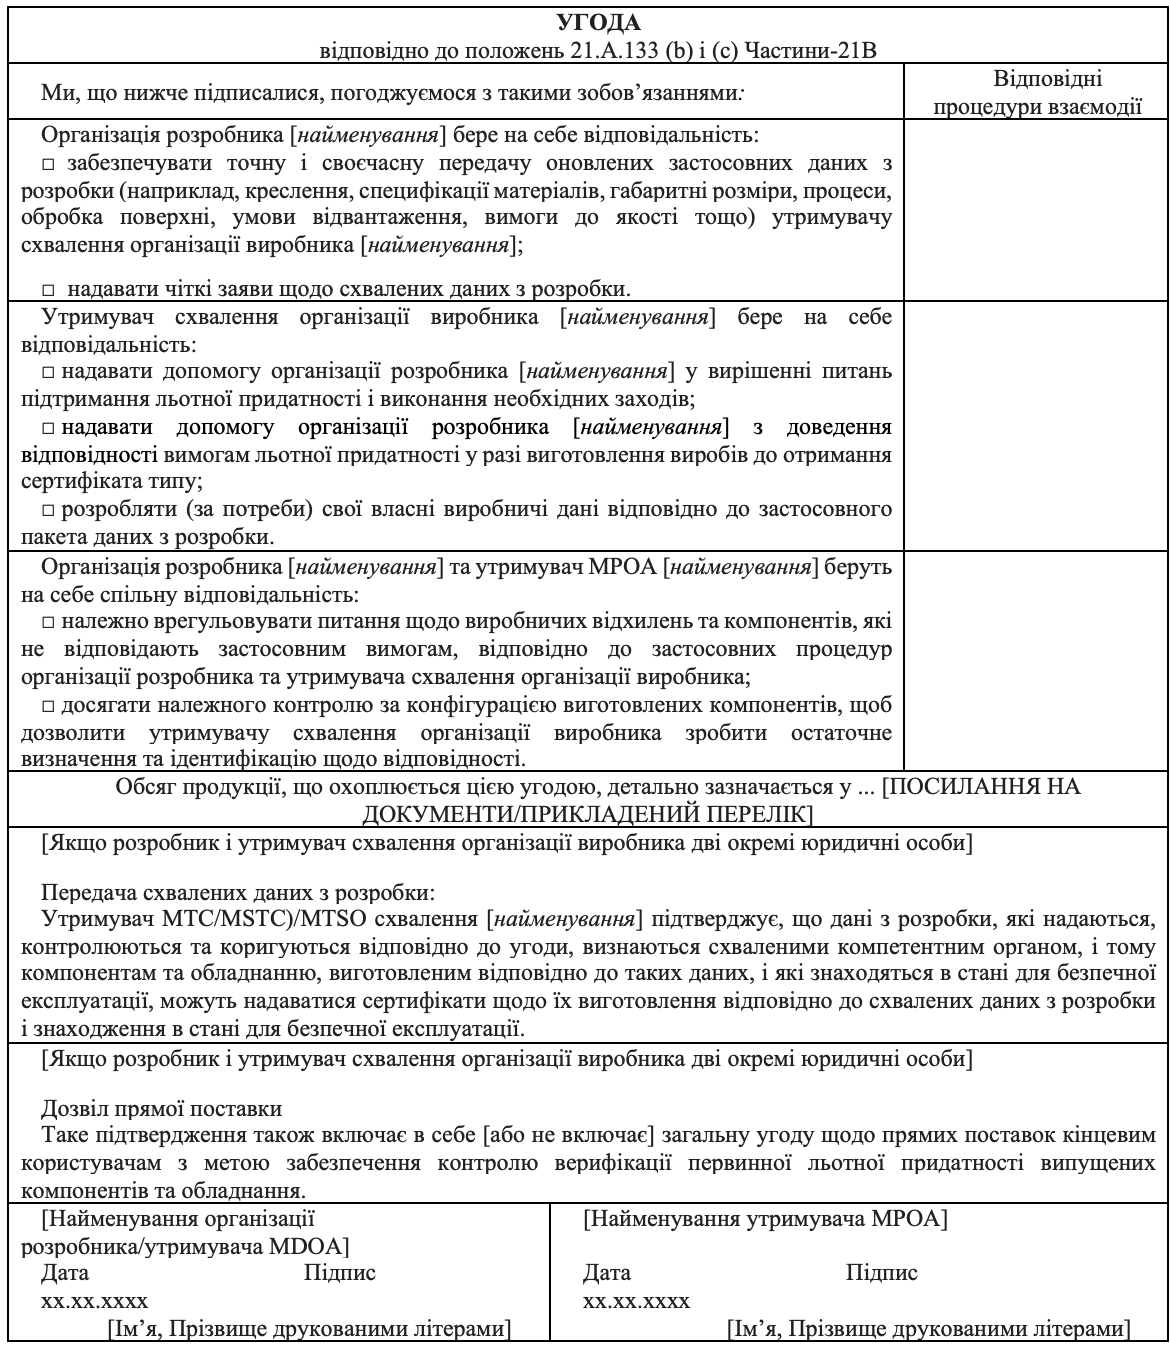 УГОДА
відповідно до положень 21.А.133 (b) і (c) Частини-21В
Ми, що нижче підписалися, погоджуємося з такими зобов’язаннями:
Відповідні
процедури взаємодії
Організація розробника [найменування] бере на себе відповідальність:
□ забезпечувати точну і своєчасну передачу оновлених застосовних даних з
розробки (наприклад, креслення, специфікації матеріалів, габаритні розміри, процеси,
обробка поверхні, умови відвантаження, вимоги до якості тощо) утримувачу
схвалення організації виробника [найменування];
□ надавати чіткі заяви щодо схвалених даних з розробки.
Утримувач схвалення організації виробника [найменування] бере на себе
відповідальність:
□ надавати допомогу організації розробника [найменування] у вирішенні питань
підтримання льотної придатності і виконання необхідних заходів;
□ надавати допомогу організації розробника [найменування] з доведення
відповідності вимогам льотної придатності у разі виготовлення виробів до отримання
сертифіката типу;
□ розробляти (за потреби) свої власні виробничі дані відповідно до застосовного
пакета даних з розробки.
Організація розробника [найменування] та утримувач МРОА [найменування] беруть
на себе спільну відповідальність:
□ належно врегульовувати питання щодо виробничих відхилень та компонентів, які
не відповідають застосовним вимогам, відповідно до застосовних процедур
організації розробника та утримувача схвалення організації виробника;
□ досягати належного контролю за конфігурацією виготовлених компонентів, щоб
дозволити утримувачу схвалення організації виробника зробити остаточне
визначення та ідентифікацію щодо відповідності.
Обсяг продукції, що охоплюється цією угодою, детально зазначається у ... [ПОСИЛАННЯ НА
ДОКУМЕНТИ/ПРИКЛАДЕНИЙ ПЕРЕЛІК]
[Якщо розробник і утримувач схвалення організації виробника дві окремі юридичні особи]
Передача схвалених даних з розробки:
Утримувач MTC/MSTC)/MTSO схвалення [найменування] підтверджує, що дані з розробки, які надаються,
контролюються та коригуються відповідно до угоди, визнаються схваленими компетентним органом, і тому
компонентам та обладнанню, виготовленим відповідно до таких даних, і які знаходяться в стані для безпечної
експлуатації, можуть надаватися сертифікати щодо їх виготовлення відповідно до схвалених даних з розробки
і знаходження в стані для безпечної експлуатації.
[Якщо розробник і утримувач схвалення організації виробника дві окремі юридичні особи]
Дозвіл прямої поставки
Таке підтвердження також включає в себе [або не включає] загальну угоду щодо прямих поставок кінцевим
користувачам з метою забезпечення контролю верифікації первинної льотної придатності випущених
компонентів та обладнання.
[Найменування організації
розробника/утримувача MDOA]
Дата Підпис
хх.хх.хххх
[Ім’я, Прізвище друкованими літерами]
[Найменування утримувача МРОА]
Дата Підпис
хх.хх.хххх
[Ім’я, Прізвище друкованими літерами]